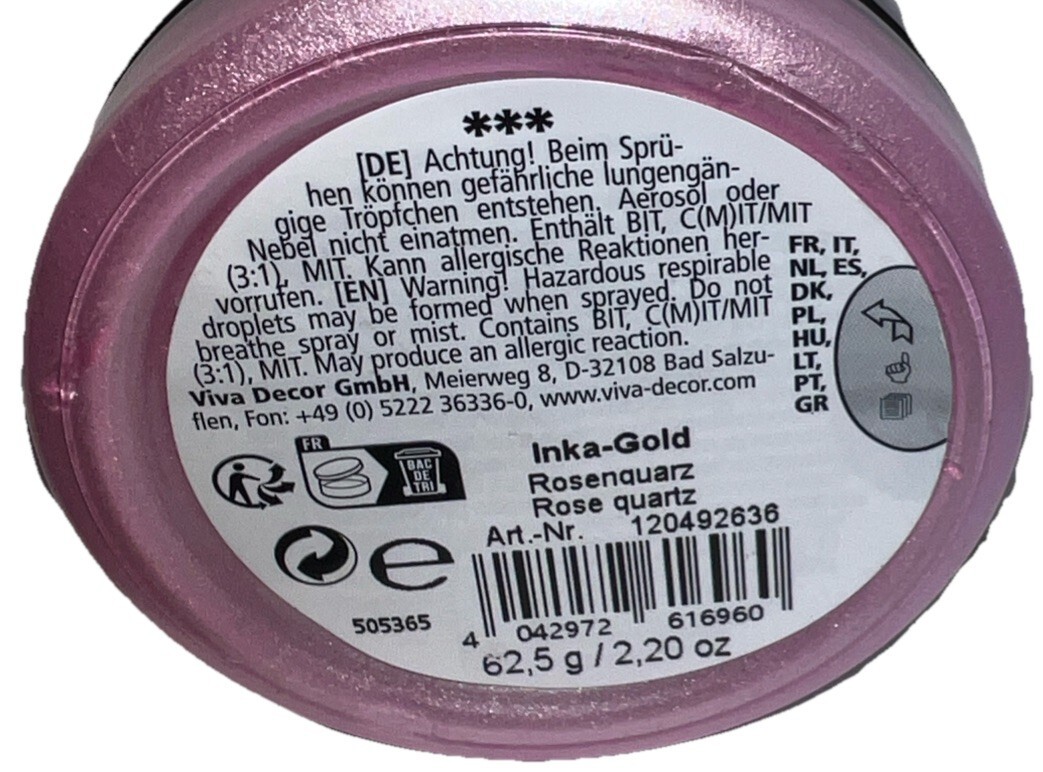 ***
[DE] Achtung! Beim Sprü-
hen können gefährliche lungengän-
gige Tröpfchen entstehen. Aerosol oder
Nebel nicht einatmen. Enthält BIT, C(M)IT/MIT
(3:1), MIT. Kann allergische Reaktionen her-
vorrufen. [EN] Warning! Hazardous respirable
droplets may be formed when sprayed. Do not
breathe spray or mist. Contains BIT, C(M)IT/MIT
(3:1), MIT. May produce an allergic reaction.
Viva Decor GmbH, Meierweg 8, D-32108 Bad Salzu-
flen, Fon: +49 (0) 5222 36336-0, www.viva-decor.com
FR, IT,
NL, ES,
DK,
PL,
HU,
LT,
PT,
GR
FR
BAC
DE
TRI
Inka-Gold
Rosenquarz
Rose quartz
Art.-Nr. 120492636
e
505365
4 042972 616960
62,5 g / 2,20 oz